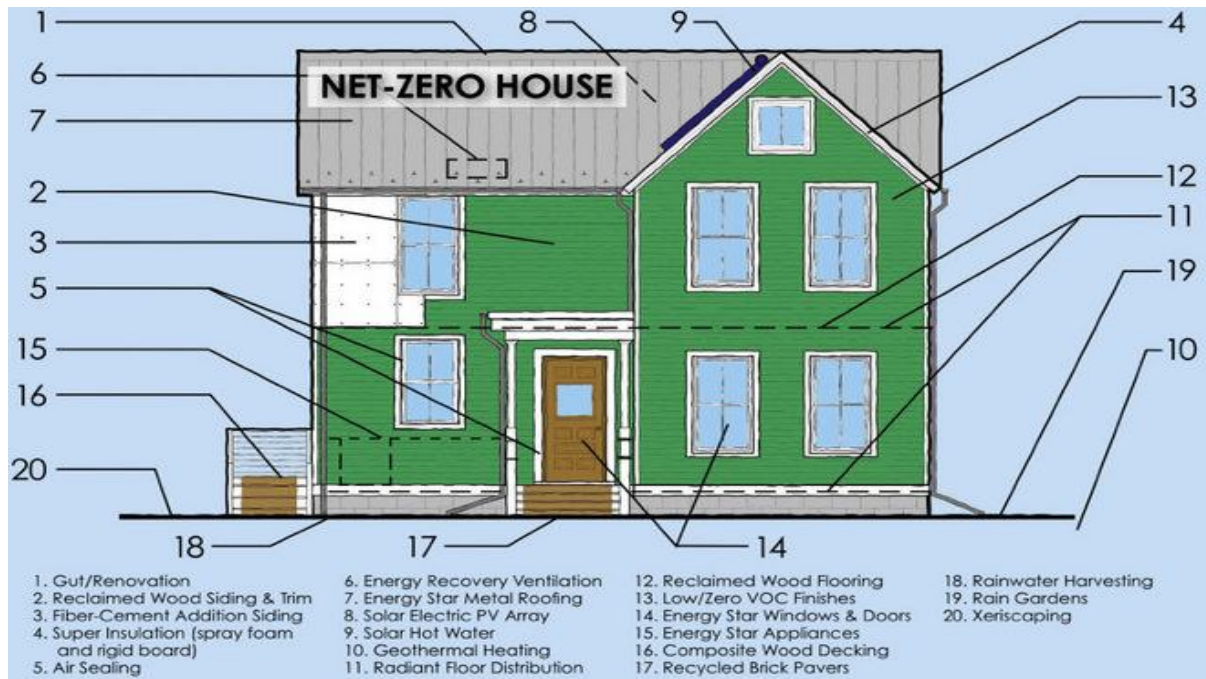 1
8
9
4
6
NET-ZERO HOUSE
13
7
12
2
11
3
19
5
15
10
16
20
18
17
14
1. Gut/Renovation
2. Reclaimed Wood Siding & Trim
3. Fiber-Cement Addition Siding
4. Super Insulation (spray foam
and rigid board)
5. Air Sealing
6. Energy Recovery Ventilation
7. Energy Star Metal Roofing
8. Solar Electric PV Array
9. Solar Hot Water
10. Geothermal Heating
11. Radiant Floor Distribution
12. Reclaimed Wood Flooring
13. Low/Zero VOC Finishes
14. Energy Star Windows & Doors
15. Energy Star Appliances
16. Composite Wood Decking
17. Recycled Brick Pavers
18. Rainwater Harvesting
19. Rain Gardens
20. Xeriscaping